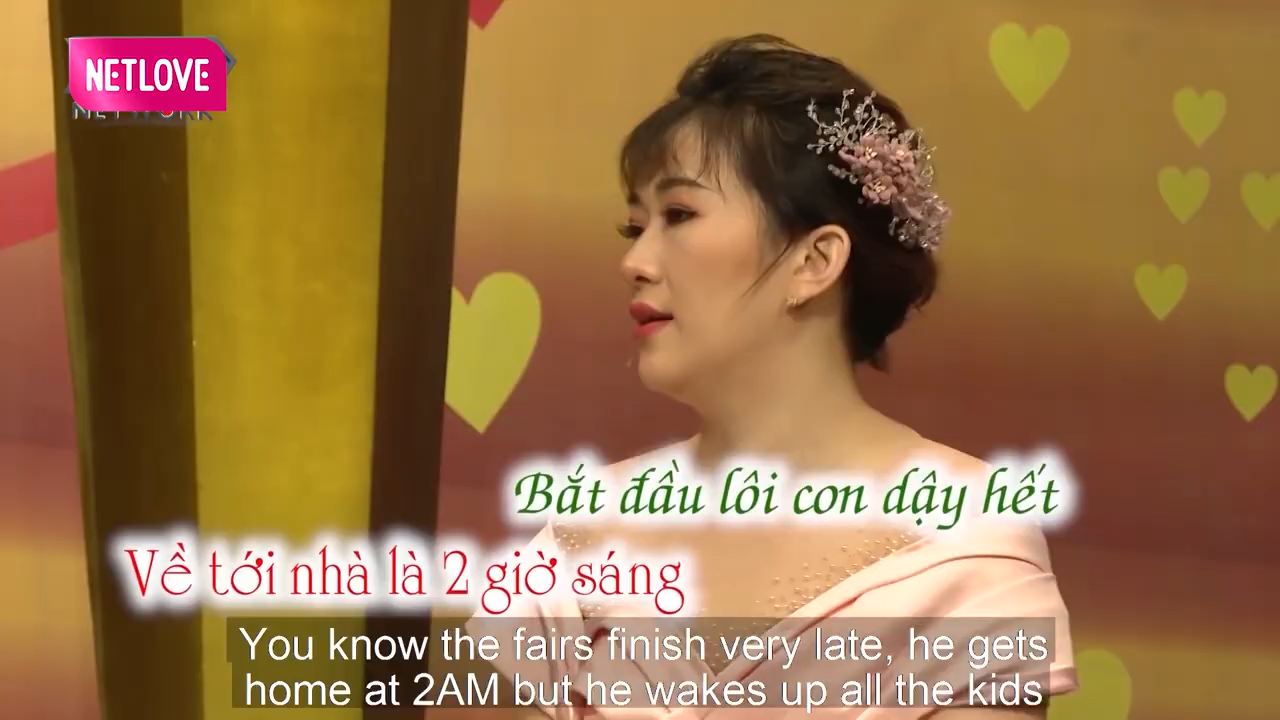 NETLOVE
NETWORK
Bắt đầu lôi con dậy hết
Về tới nhà là 2 giờ sáng
You know the fairs finish very late, he gets
home at 2AM but he wakes up all the kids